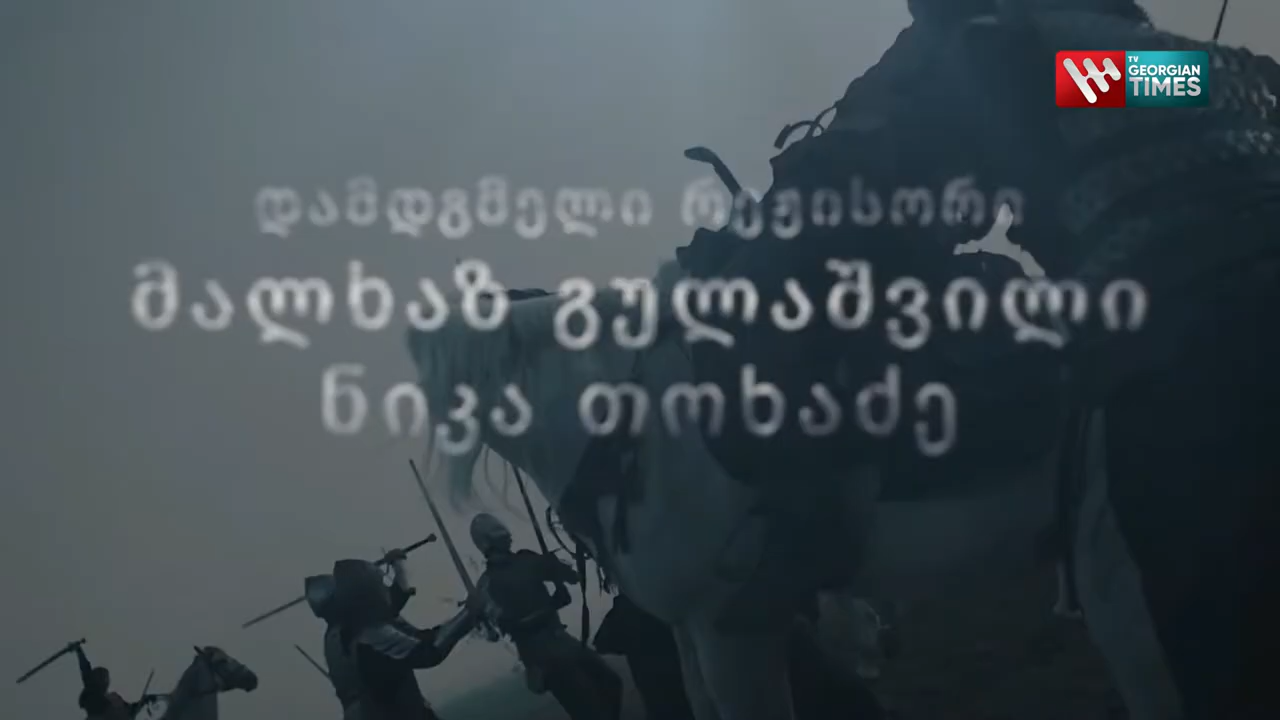 TV
GEORGIAN
TIMES
დამდგმელი რეჟისორი
მალხაზ გულაშვილი
ნიკა თოხაძე